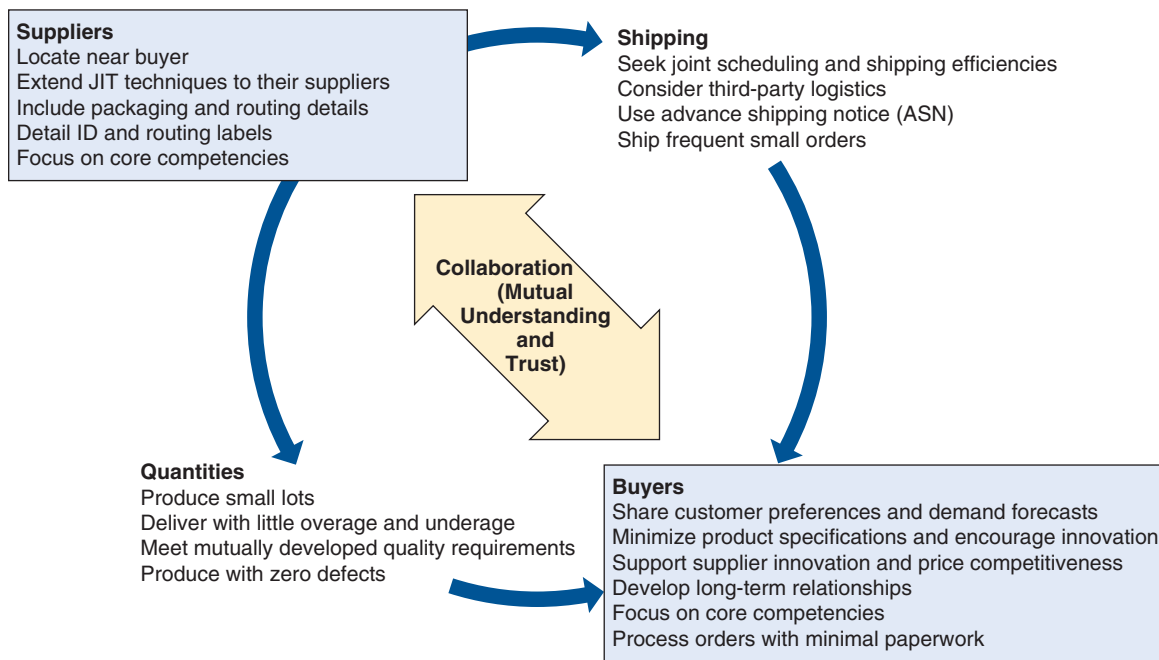 Suppliers
Locate near buyer
Extend JIT techniques to their suppliers
Include packaging and routing details
Detail ID and routing labels
Focus on core competencies
Shipping
Seek joint scheduling and shipping efficiencies
Consider third-party logistics
Use advance shipping notice (ASN)
Ship frequent small orders
Collaboration
(Mutual
Understanding
and
Trust)
Quantities
Produce small lots
Deliver with little overage and underage
Meet mutually developed quality requirements
Produce with zero defects
Buyers
Share customer preferences and demand forecasts
Minimize product specifications and encourage innovation
Support supplier innovation and price competitiveness
Develop long-term relationships
Focus on core competencies
Process orders with minimal paperwork